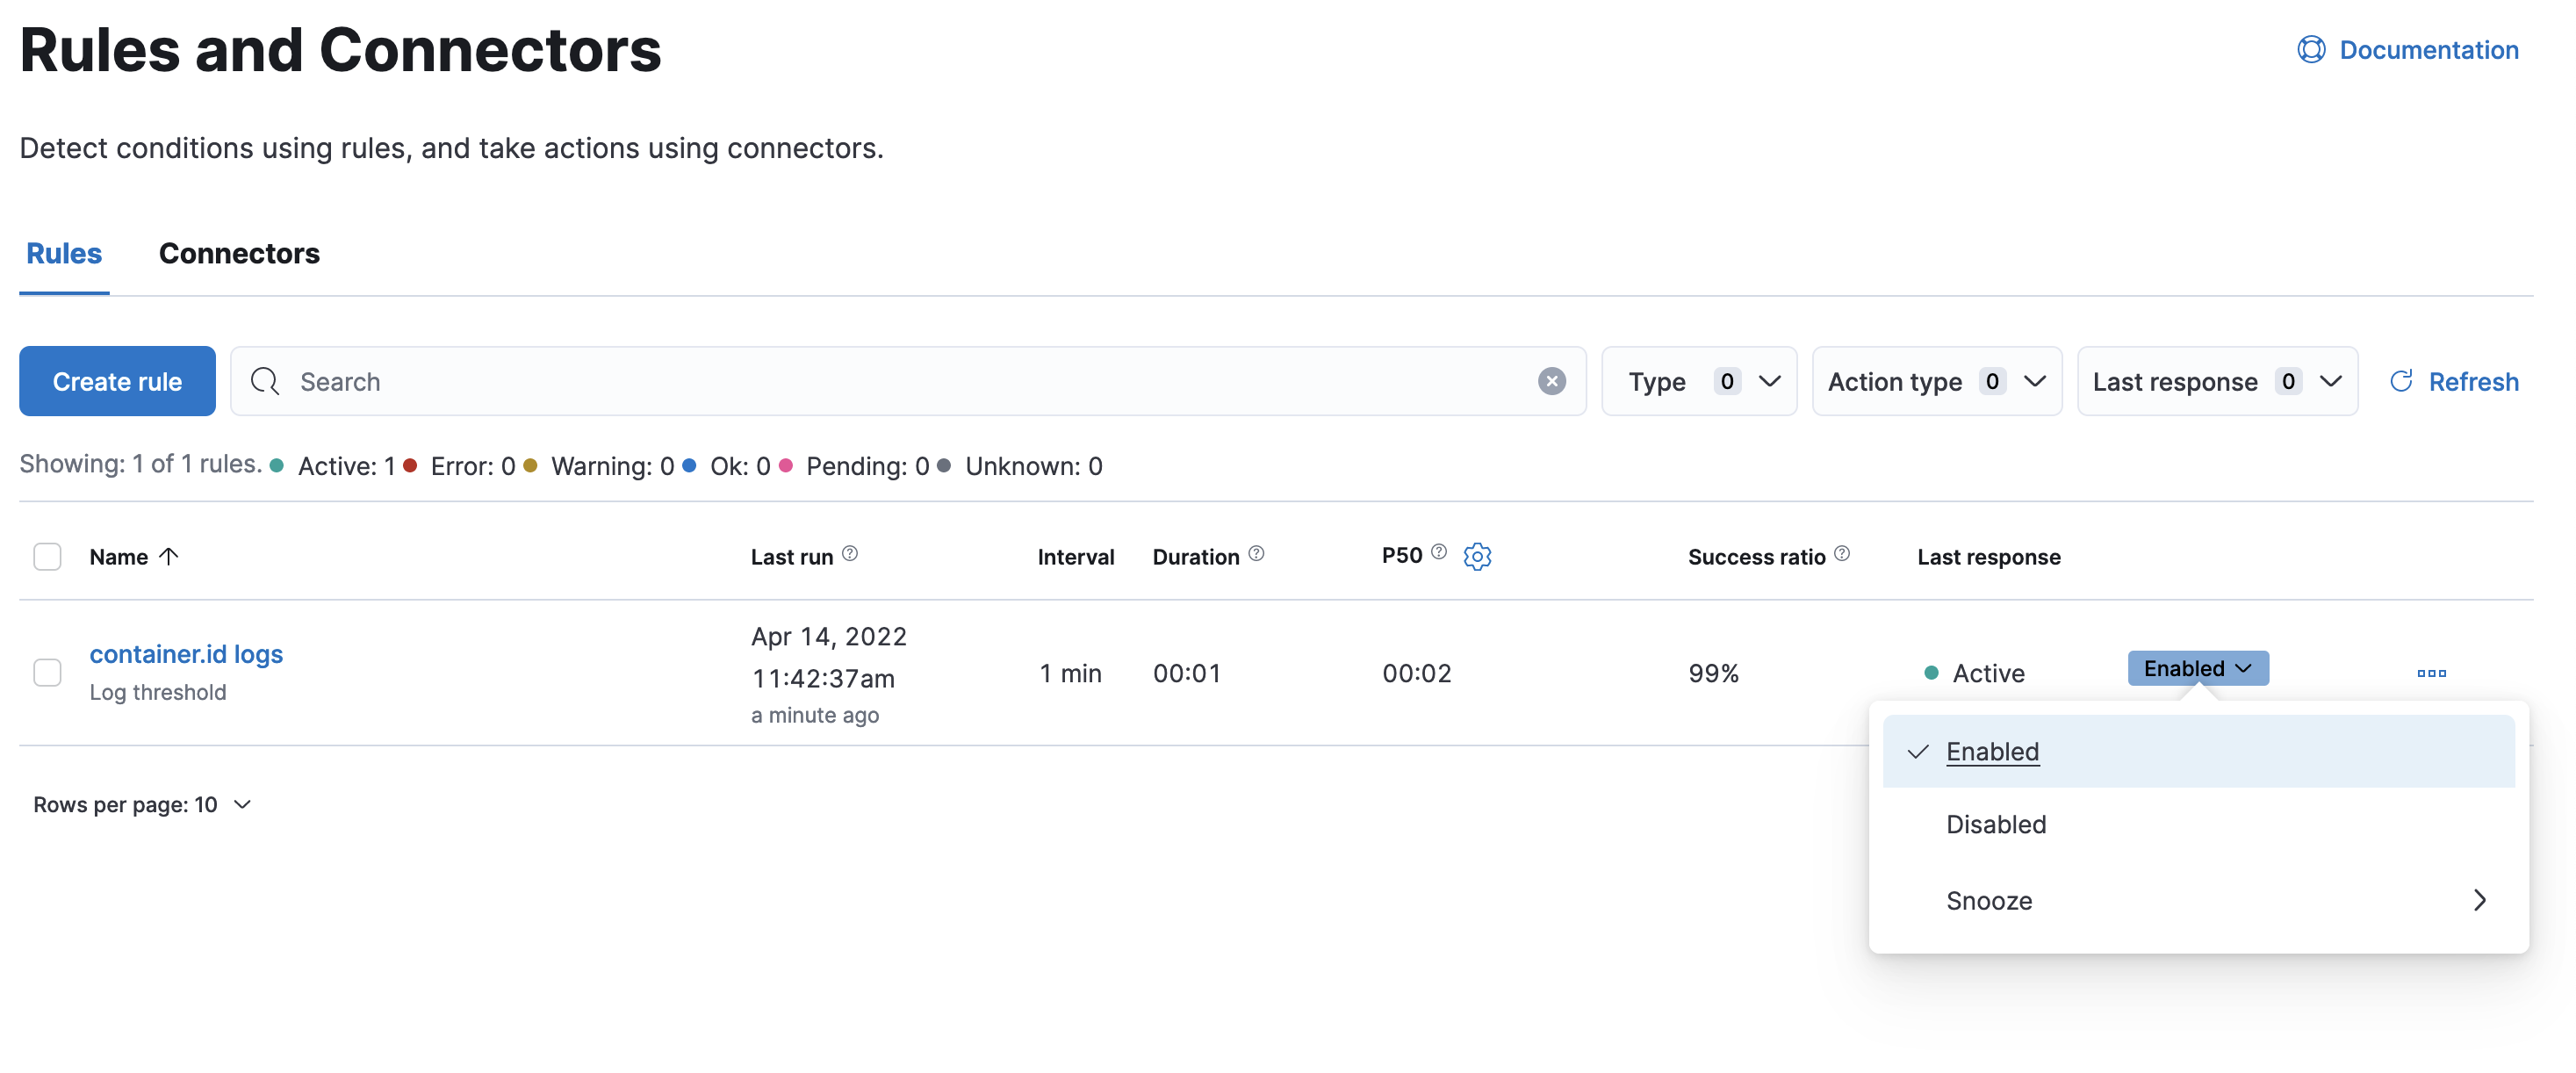 Rules and Connectors
Documentation
Detect conditions using rules, and take actions using connectors.
Rules Connectors
Create rule Search Type 0 Action type 0 Last response 0 Refresh
Showing: 1 of 1 rules. Active: 1 Error: 0 Warning: 0 Ok: 0 Pending: 0 Unknown: 0
Name Last run Interval Duration P50 Success ratio Last response
container.id logs
Log threshold
Apr 14, 2022
11:42:37am
a minute ago
1 min 00:01 00:02 99% Active Enabled
Enabled
Disabled
Snooze
Rows per page: 10